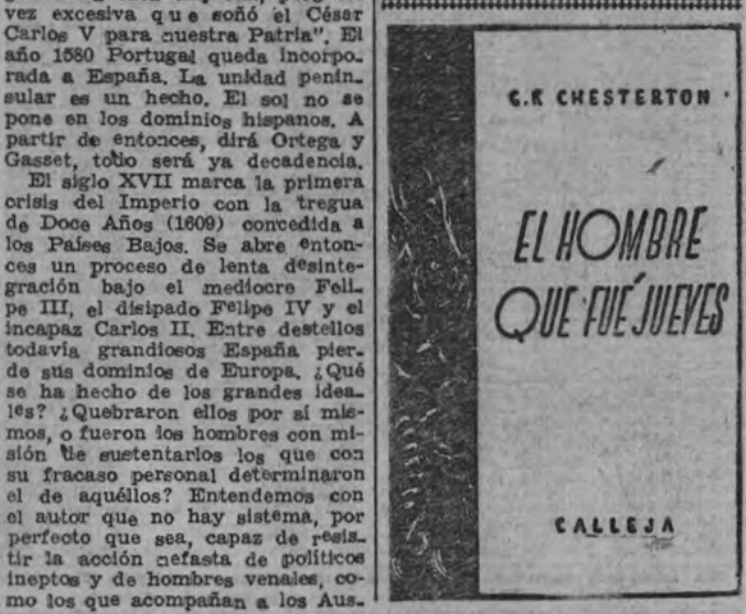 vez excesiva que soñó el César
Carlos V para nuestra Patria". El
año 1580 Portugal queda incorpo-
rada a España. La unidad penin-
sular es un hecho. El sol no se
pone en los dominios hispanos. A
partir de entonces, dirá Ortega y
Gasset, todo será ya decadencia.
El siglo XVII marca la primera
crisis del Imperio con la tregua
de Doce Años (1609) concedida a
los Países Bajos. Se abre enton-
ces un proceso de lenta desinte-
gración bajo el mediocre Feli-
pe III, el disipado Felipe IV y el
incapaz Carlos II. Entre destellos
todavía grandiosos España pier-
de sus dominios de Europa. ¿Qué
se ha hecho de los grandes idea-
les? ¿Quebraron ellos por sí mis-
mos, o fueron los hombres con mi-
sión de sustentarlos los que con
su fracaso personal determinaron
el de aquéllos? Entendemos con
el autor que no hay sistema, por
perfecto que sea, capaz de resis-
tir la acción nefasta de políticos
ineptos y de hombres venales, co-
mo los que acompañan a los Aus-
G. K CHESTERTON
EL HOMBRE
QUE FUÉ JUEVES
CALLEJA